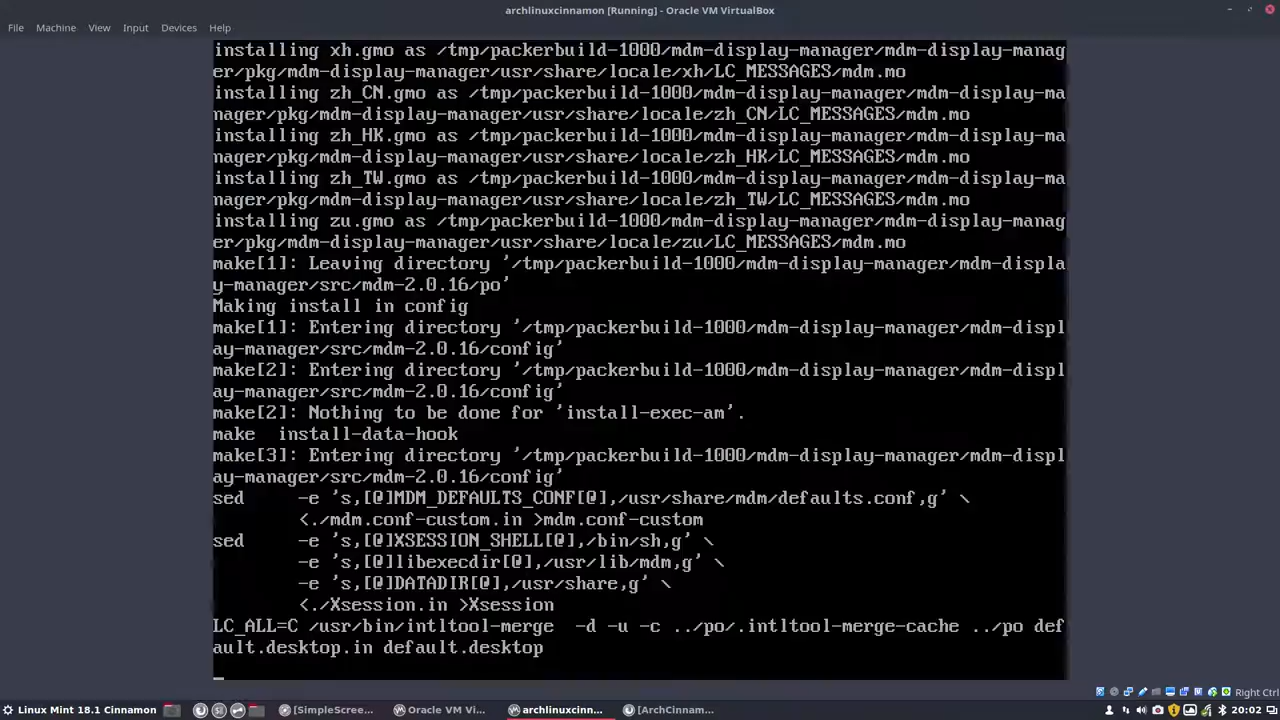 archlinuxcinnamon [Running] - Oracle VM VirtualBox
File Machine View Input Devices Help
installing xh.gmo as /tmp/packerbuild-1000/mdm-display-manager/mdm-display-manag
er/pkg/mdm-display-manager/usr/share/locale/xh/LC_MESSAGES/mdm.mo
installing zh_CN.gmo as /tmp/packerbuild-1000/mdm-display-manager/mdm-display-ma
nager/pkg/mdm-display-manager/usr/share/locale/zh_CN/LC_MESSAGES/mdm.mo
installing zh_HK.gmo as /tmp/packerbuild-1000/mdm-display-manager/mdm-display-ma
nager/pkg/mdm-display-manager/usr/share/locale/zh_HK/LC_MESSAGES/mdm.mo
installing zh_TW.gmo as /tmp/packerbuild-1000/mdm-display-manager/mdm-display-ma
nager/pkg/mdm-display-manager/usr/share/locale/zh_TW/LC_MESSAGES/mdm.mo
installing zu.gmo as /tmp/packerbuild-1000/mdm-display-manager/mdm-display-manag
er/pkg/mdm-display-manager/usr/share/locale/zu/LC_MESSAGES/mdm.mo
make[1]: Leaving directory '/tmp/packerbuild-1000/mdm-display-manager/mdm-displa
y-manager/src/mdm-2.0.16/po'
Making install in config
make[1]: Entering directory '/tmp/packerbuild-1000/mdm-display-manager/mdm-displ
ay-manager/src/mdm-2.0.16/config'
make[2]: Entering directory '/tmp/packerbuild-1000/mdm-display-manager/mdm-displ
ay-manager/src/mdm-2.0.16/config'
make[2]: Nothing to be done for 'install-exec-am'.
make  install-data-hook
make[3]: Entering directory '/tmp/packerbuild-1000/mdm-display-manager/mdm-displ
ay-manager/src/mdm-2.0.16/config'
sed     -e 's,[@]MDM_DEFAULTS_CONF[@],/usr/share/mdm/defaults.conf,g' \
        <./mdm.conf-custom.in >mdm.conf-custom
sed     -e 's,[@]XSESSION_SHELL[@],/bin/sh,g' \
        -e 's,[@]libexecdir[@],/usr/lib/mdm,g' \
        -e 's,[@]DATADIR[@],/usr/share,g' \
        <./Xsession.in >Xsession
LC_ALL=C /usr/bin/intltool-merge  -d -u -c ../po/.intltool-merge-cache ../po def
ault.desktop.in default.desktop
Right Ctrl
Linux Mint 18.1 Cinnamon [SimpleScree... Oracle VM Vi... archlinuxcinn... [ArchCinnam... 20:02